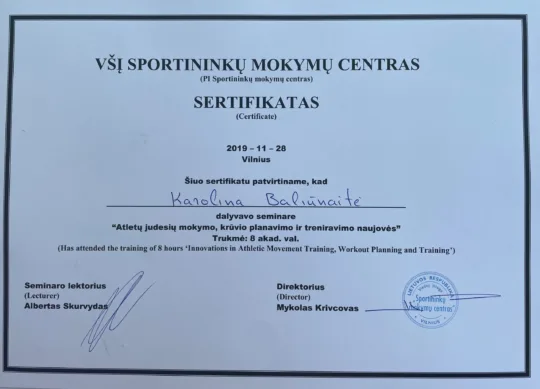 VŠĮ SPORTININKŲ MOKYMŲ CENTRAS
(PI Sportininkų mokymų centras)
SERTIFIKATAS
(Certificate)
2019 – 11 – 28
Vilnius
Šiuo sertifikatu patvirtiname, kad
Karolina Baliūnaitė
dalyvavo seminare
“Atletų judesių mokymo, krūvio planavimo ir treniravimo naujovės”
Trukmė: 8 akad. val.
(Has attended the training of 8 hours ‘Innovations in Athletic Movement Training, Workout Planning and Training’)
Seminaro lektorius
(Lecturer)
Albertas Skurvydas
Direktorius
(Director)
Mykolas Krivcovas
"Sportininkų
mokymų centras"
VILNIUS